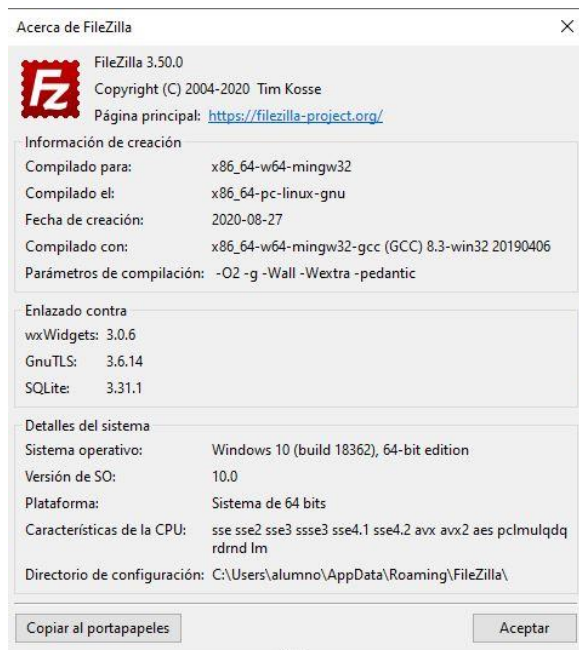 Acerca de FileZilla
FileZilla 3.50.0
Copyright (C) 2004-2020 Tim Kosse
Página principal: https://filezilla-project.org/
Información de creación
Compilado para: x86_64-w64-mingw32
Compilado el: x86_64-pc-linux-gnu
Fecha de creación: 2020-08-27
Compilado con: x86_64-w64-mingw32-gcc (GCC) 8.3-win32 20190406
Parámetros de compilación: -O2 -g -Wall -Wextra -pedantic
Enlazado contra
wxWidgets: 3.0.6
GnuTLS: 3.6.14
SQLite: 3.31.1
Detalles del sistema
Sistema operativo: Windows 10 (build 18362), 64-bit edition
Versión de SO: 10.0
Plataforma: Sistema de 64 bits
Características de la CPU: sse sse2 sse3 ssse3 sse4.1 sse4.2 avx avx2 aes pclmulqdq
rdrnd lm
Directorio de configuración: C:\Users\alumno\AppData\Roaming\FileZilla\
Copiar al portapapeles Aceptar